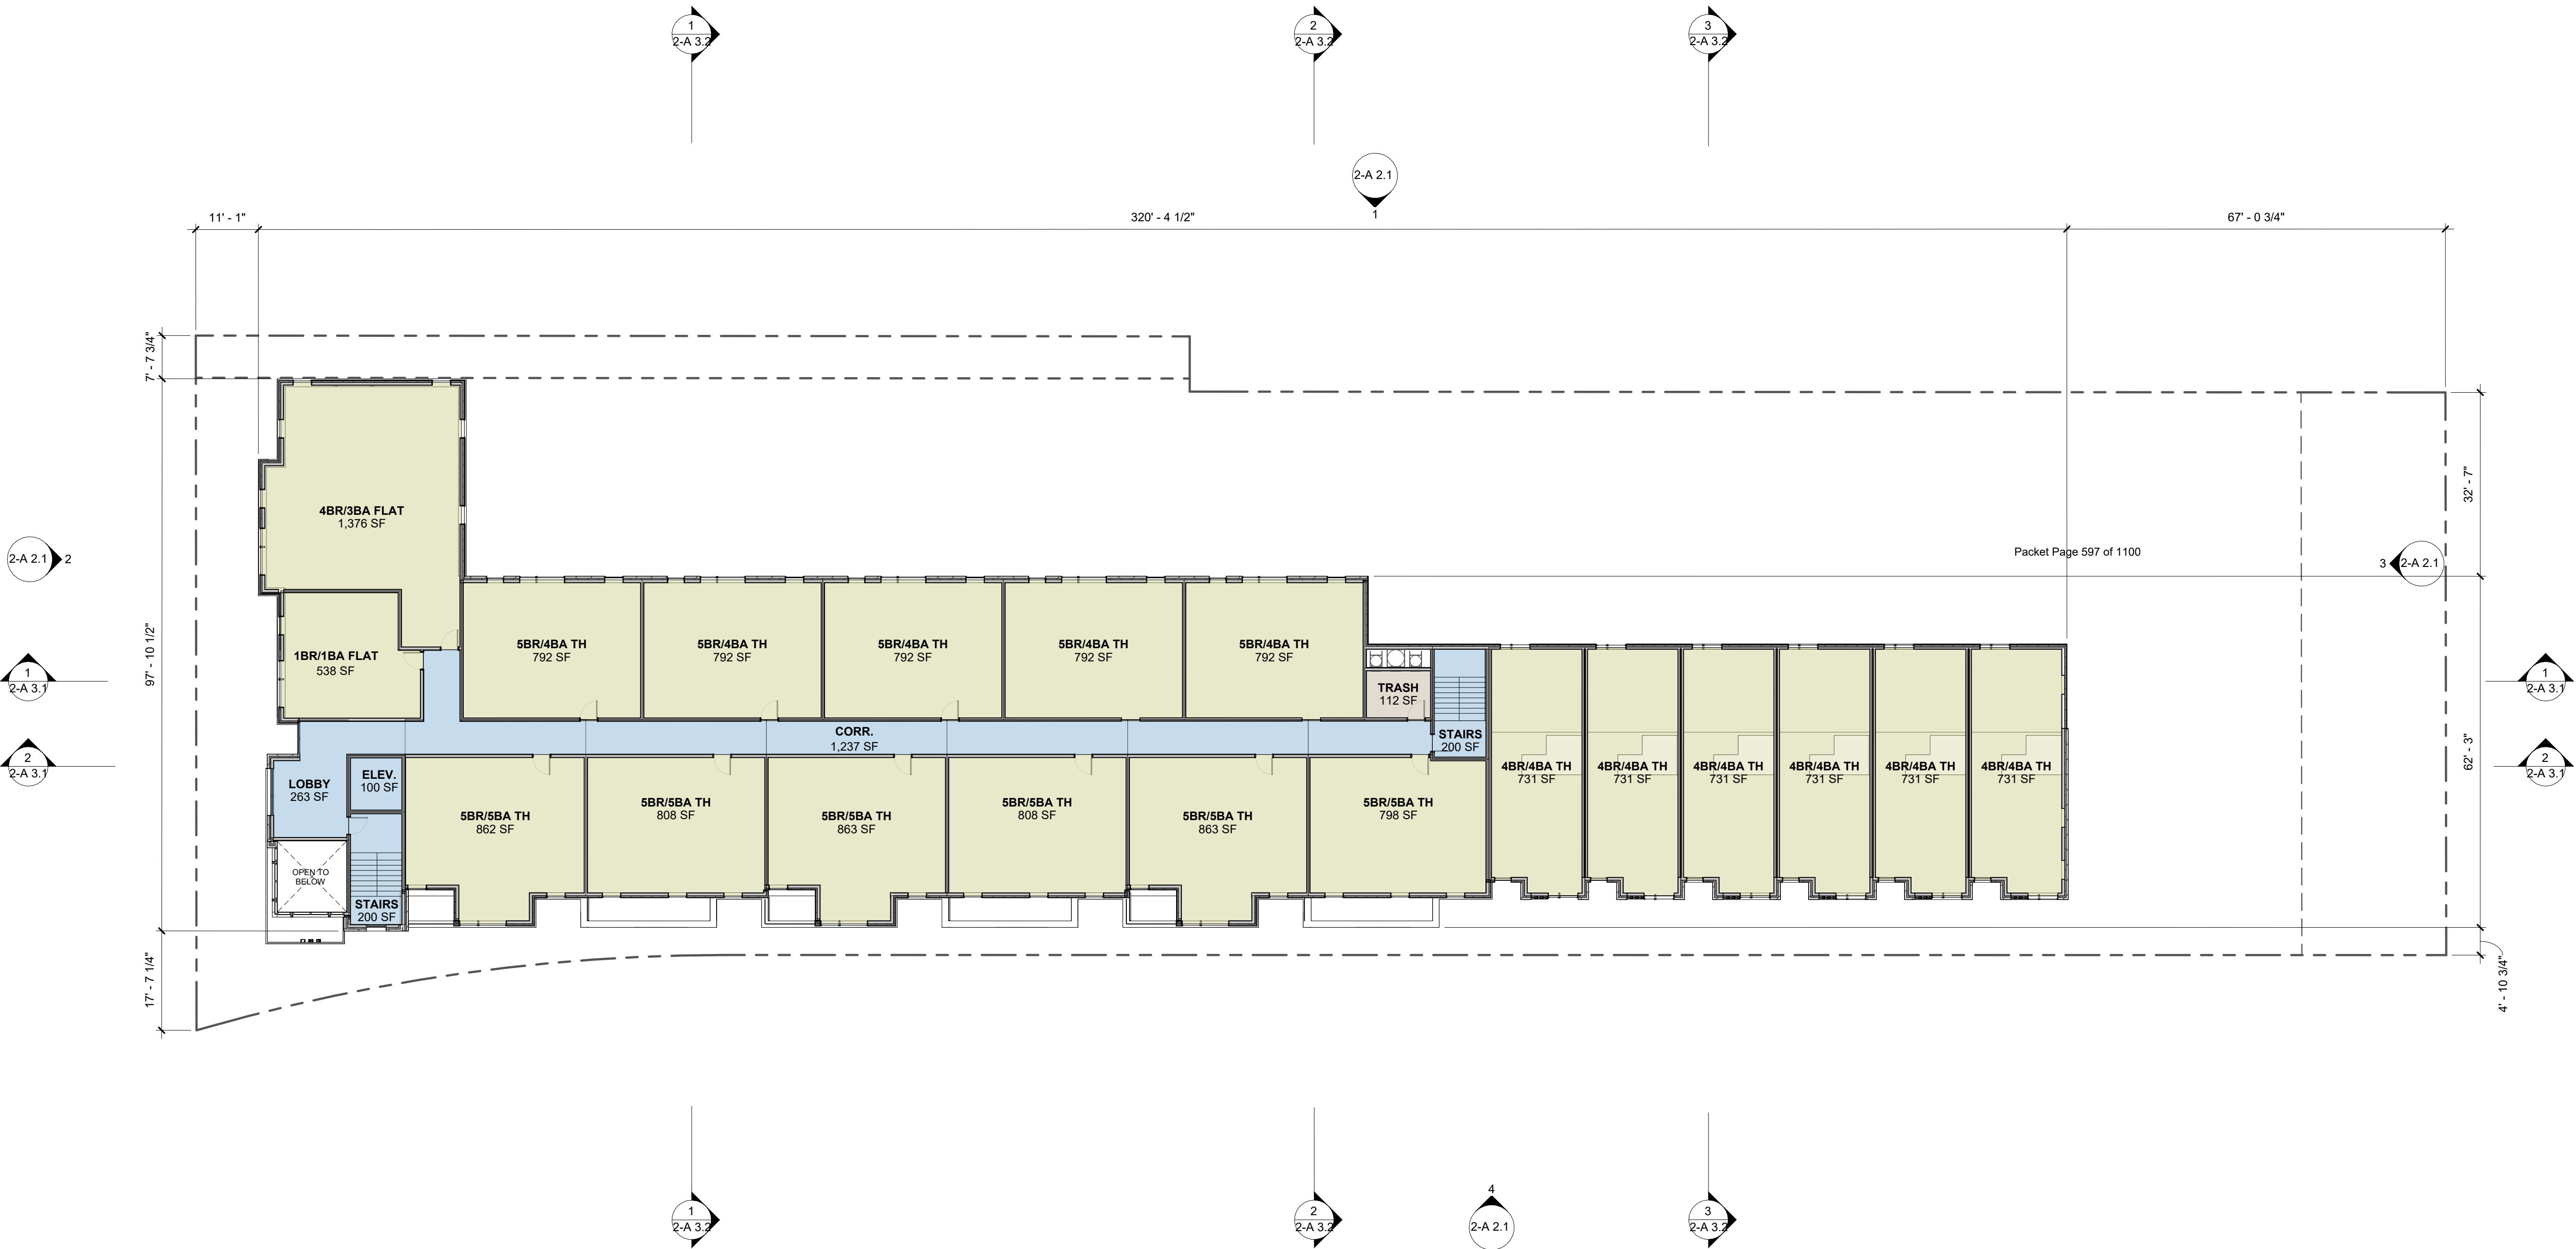 1
2-A 3.2
2
2-A 3.2
3
2-A 3.2
2-A 2.1
1
11' - 1"
320' - 4 1/2"
67' - 0 3/4"
7' - 7 3/4"
97' - 10 1/2"
17' - 7 1/4"
32' - 7"
62' - 3"
4' - 10 3/4"
2-A 2.1
2
Packet Page 597 of 1100
3
2-A 2.1
1
2-A 3.1
2
2-A 3.1
1
2-A 3.1
2
2-A 3.1
4BR/3BA FLAT
1,376 SF
1BR/1BA FLAT
538 SF
5BR/4BA TH
792 SF
5BR/4BA TH
792 SF
5BR/4BA TH
792 SF
5BR/4BA TH
792 SF
5BR/4BA TH
792 SF
TRASH
112 SF
STAIRS
200 SF
CORR.
1,237 SF
LOBBY
263 SF
ELEV.
100 SF
OPEN TO
BELOW
STAIRS
200 SF
5BR/5BA TH
862 SF
5BR/5BA TH
808 SF
5BR/5BA TH
863 SF
5BR/5BA TH
808 SF
5BR/5BA TH
863 SF
5BR/5BA TH
798 SF
4BR/4BA TH
731 SF
4BR/4BA TH
731 SF
4BR/4BA TH
731 SF
4BR/4BA TH
731 SF
4BR/4BA TH
731 SF
4BR/4BA TH
731 SF
1
2-A 3.2
2
2-A 3.2
4
2-A 2.1
3
2-A 3.2